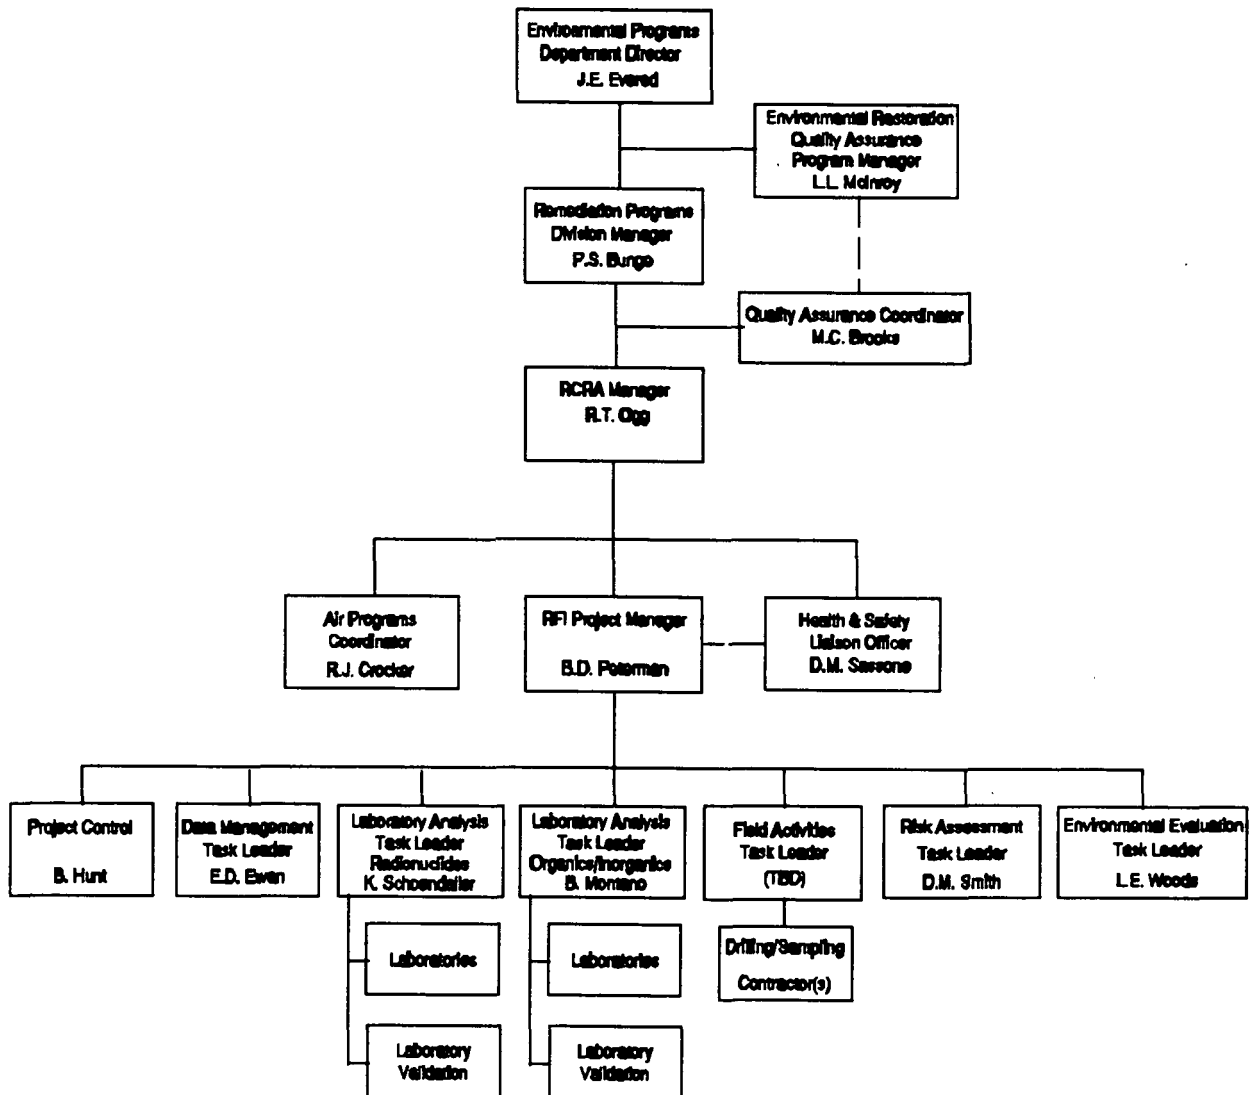 Environmental Programs
Department Director
J.E. Evered
Environmental Restoration
Quality Assurance
Program Manager
L.L. McInroy
Remediation Programs
Division Manager
P.S. Bunge
Quality Assurance Coordinator
M.C. Brooks
RCRA Manager
R.T. Ogg
Air Programs
Coordinator
R.J. Crocker
RFI Project Manager
B.D. Peterman
Health & Safety
Liaison Officer
D.M. Sassone
Project Control
B. Hunt
Data Management
Task Leader
E.D. Ewan
Laboratory Analysis
Task Leader
Radionuclides
K. Schoendaller
Laboratory Analysis
Task Leader
Organics/Inorganics
B. Montano
Field Activities
Task Leader
(TBD)
Risk Assessment
Task Leader
D.M. Smith
Environmental Evaluation
Task Leader
L.E. Woods
Laboratories
Laboratory
Validation
Laboratories
Laboratory
Validation
Drilling/Sampling
Contractor(s)